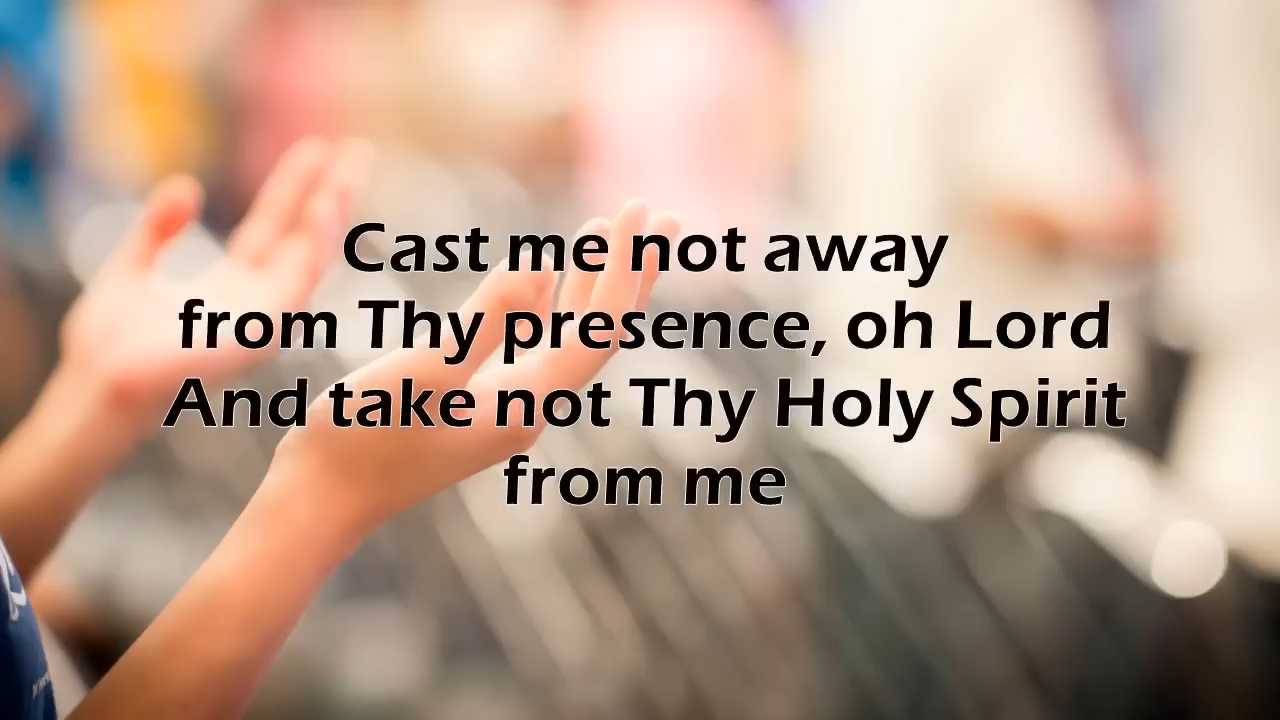 Cast me not away
from Thy presence, oh Lord
And take not Thy Holy Spirit
from me